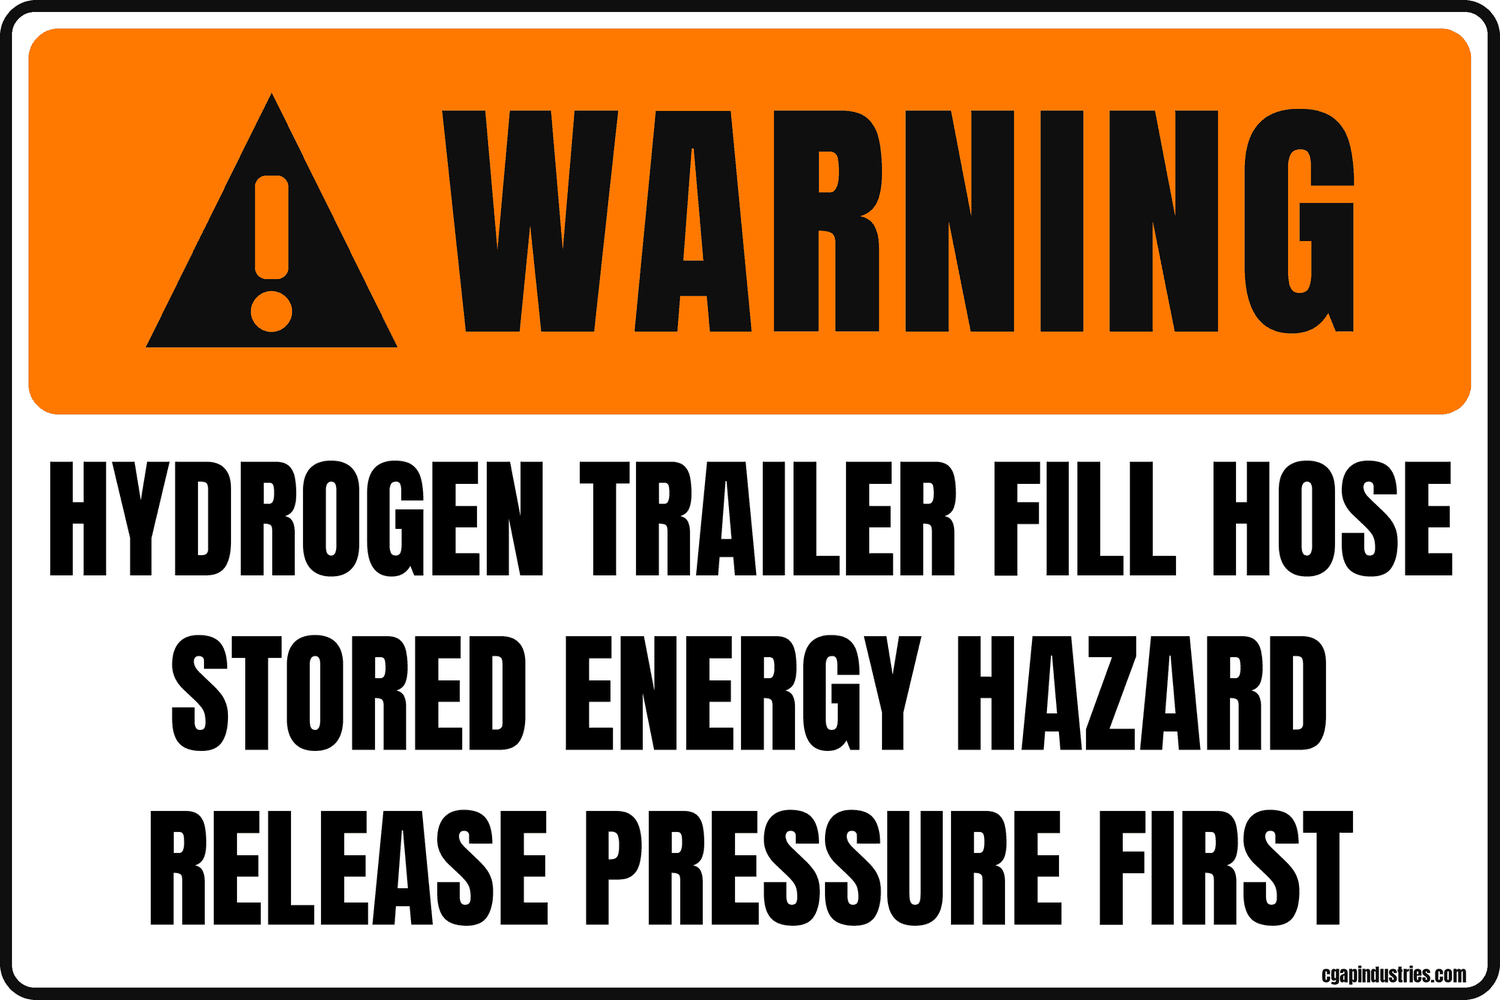 WARNING
HYDROGEN TRAILER FILL HOSE
STORED ENERGY HAZARD
RELEASE PRESSURE FIRST
cgapindustries.com